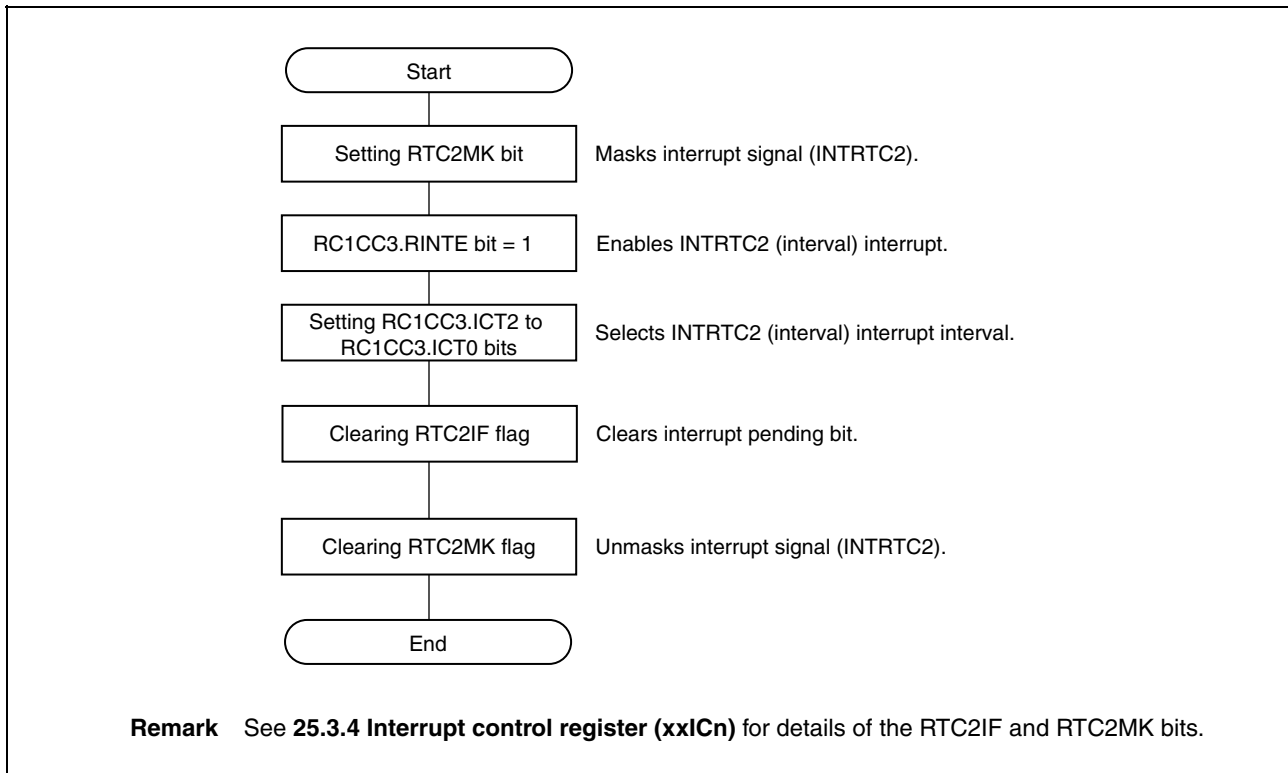 Start
Setting RTC2MK bit
Masks interrupt signal (INTRTC2).
RC1CC3.RINTE bit = 1
Enables INTRTC2 (interval) interrupt.
Setting RC1CC3.ICT2 to
RC1CC3.ICT0 bits
Selects INTRTC2 (interval) interrupt interval.
Clearing RTC2IF flag
Clears interrupt pending bit.
Clearing RTC2MK flag
Unmasks interrupt signal (INTRTC2).
End
Remark See 25.3.4 Interrupt control register (xxICn) for details of the RTC2IF and RTC2MK bits.